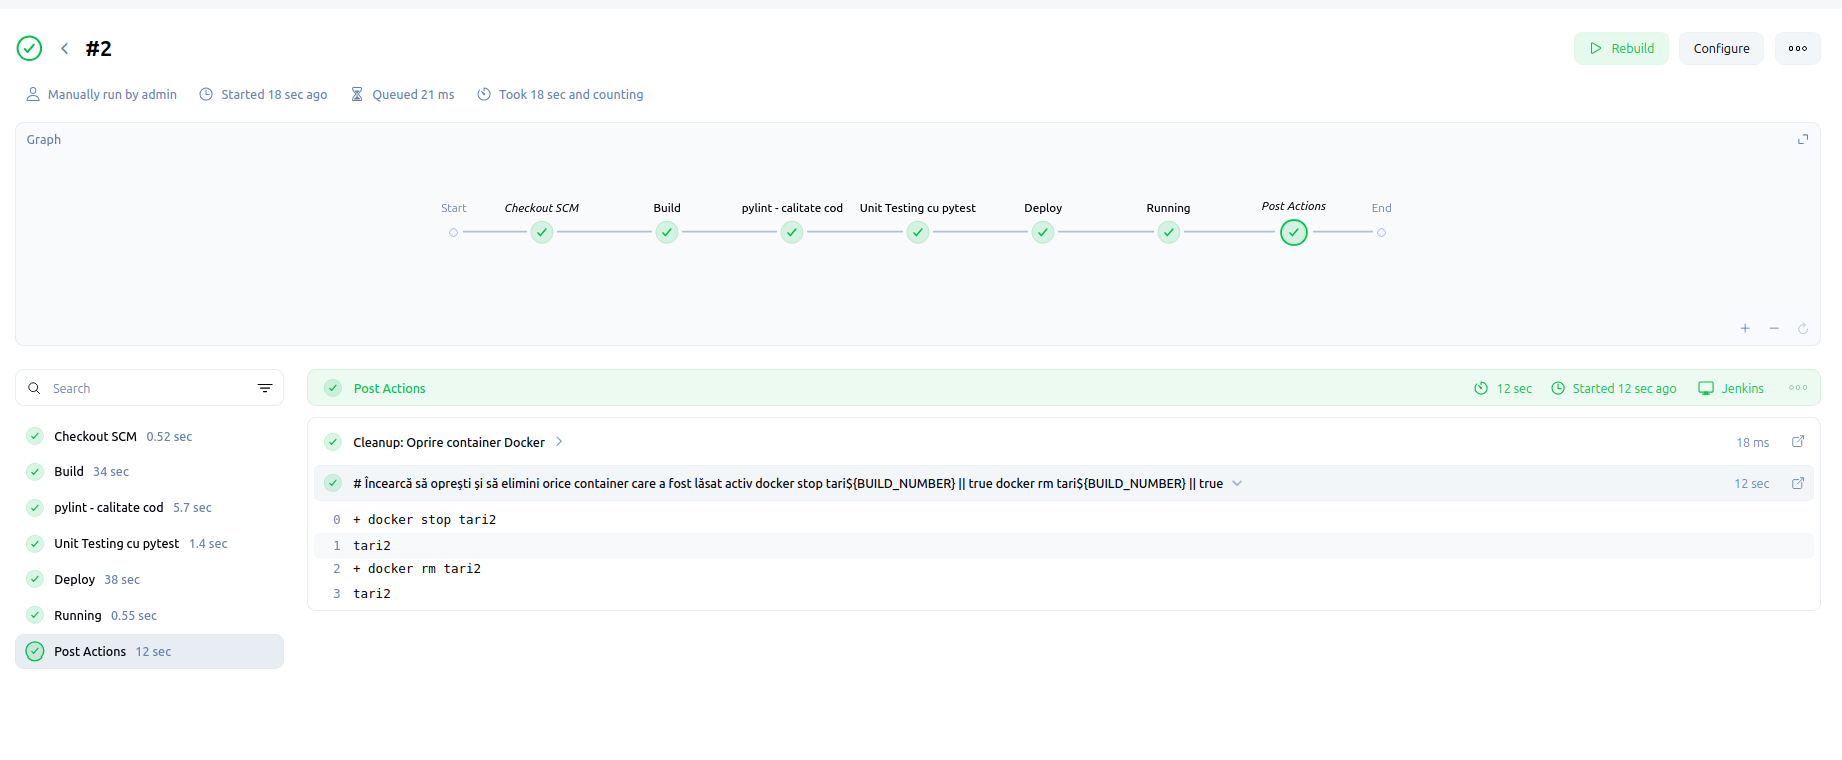 #2
Rebuild
Configure
Manually run by admin
Started 18 sec ago
Queued 21 ms
Took 18 sec and counting
Graph
Start
Checkout SCM
Build
pylint - calitate cod
Unit Testing cu pytest
Deploy
Running
Post Actions
End
Search
Checkout SCM 0.52 sec
Build 34 sec
pylint - calitate cod 5.7 sec
Unit Testing cu pytest 1.4 sec
Deploy 38 sec
Running 0.55 sec
Post Actions 12 sec
Post Actions
12 sec
Started 12 sec ago
Jenkins
Cleanup: Oprire container Docker
18 ms
# Încearcă să oprești și să elimini orice container care a fost lăsat activ docker stop tari${BUILD_NUMBER} || true docker rm tari${BUILD_NUMBER} || true
12 sec
0 + docker stop tari2
1 tari2
2 + docker rm tari2
3 tari2